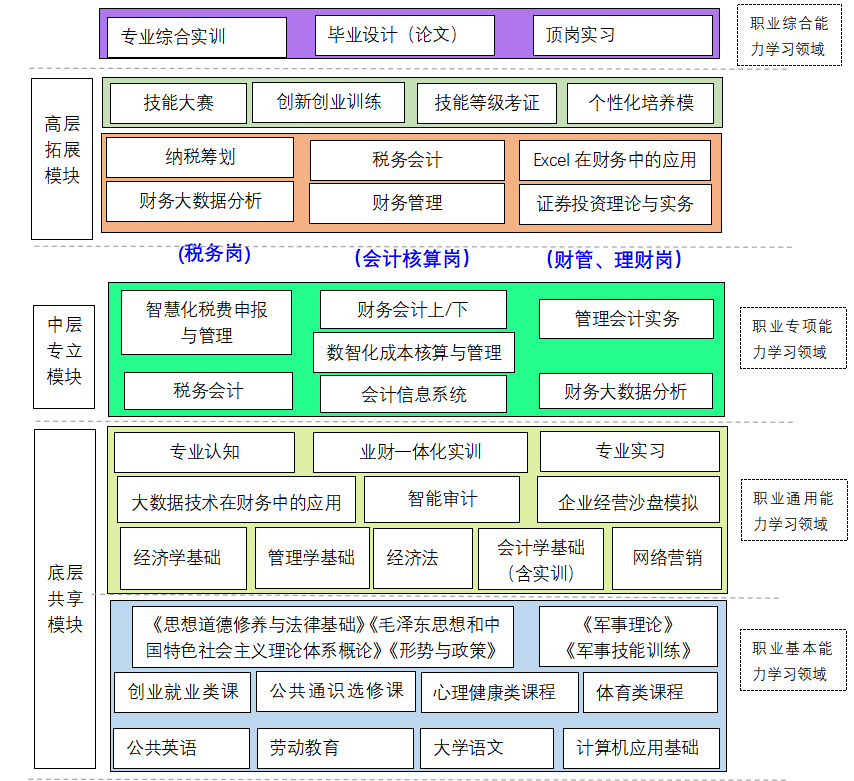 专业综合实训
毕业设计（论文）
顶岗实习
职业综合能
力学习领域
高层
拓展
模块
技能大赛
创新创业训练
技能等级考证
个性化培养模
纳税筹划
税务会计
Excel 在财务中的应用
财务大数据分析
财务管理
证券投资理论与实务
(税务岗)
(会计核算岗)
(财管、理财岗)
中层
专立
模块
智慧化税费申报
与管理
财务会计上/下
管理会计实务
数智化成本核算与管理
税务会计
会计信息系统
财务大数据分析
职业专项能
力学习领域
底层
共享
模块
专业认知
业财一体化实训
专业实习
大数据技术在财务中的应用
智能审计
企业经营沙盘模拟
经济学基础
管理学基础
经济法
会计学基础
（含实训）
网络营销
职业通用能
力学习领域
《思想道德修养与法律基础》《毛泽东思想和中
国特色社会主义理论体系概论》《形势与政策》
《军事理论》
《军事技能训练》
创业就业类课
公共通识选修课
心理健康类课程
体育类课程
公共英语
劳动教育
大学语文
计算机应用基础
职业基本能
力学习领域